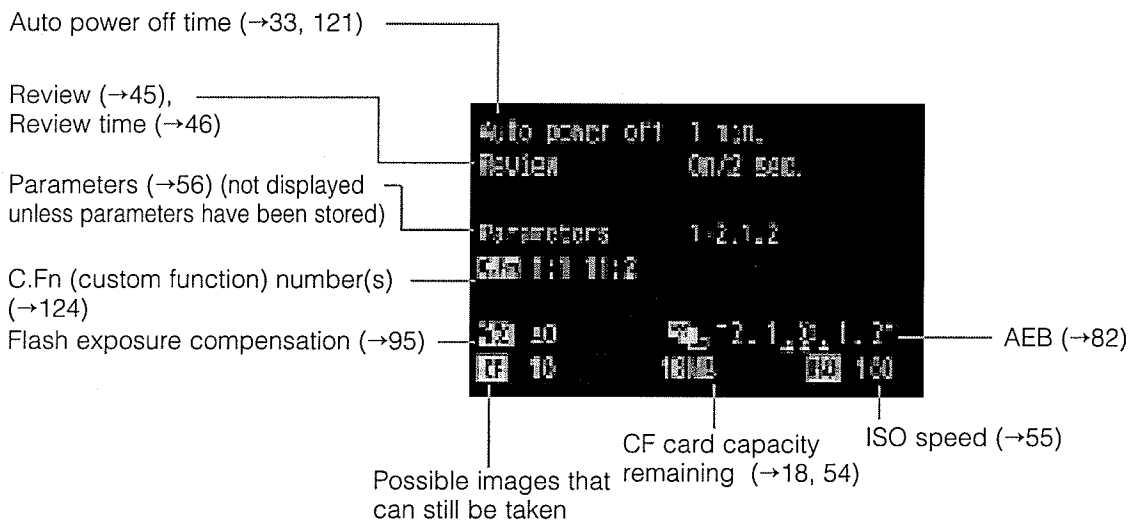 Auto power off time (→33, 121)
Review (→45),
Review time (→46)
Parameters (→56) (not displayed
unless parameters have been stored)
C.Fn (custom function) number(s)
(→124)
Flash exposure compensation (→95)
Auto power off 1 min.
Review On/2 sec.
Parameters
C.Fn
CF 18
AEB (→82)
ISO speed (→55)
CF card capacity
remaining (→18, 54)
Possible images that
can still be taken